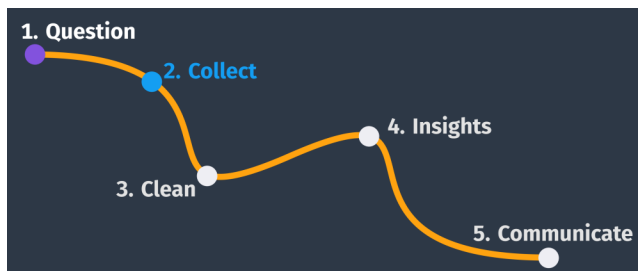 1. Question
2. Collect
3. Clean
4. Insights
5. Communicate